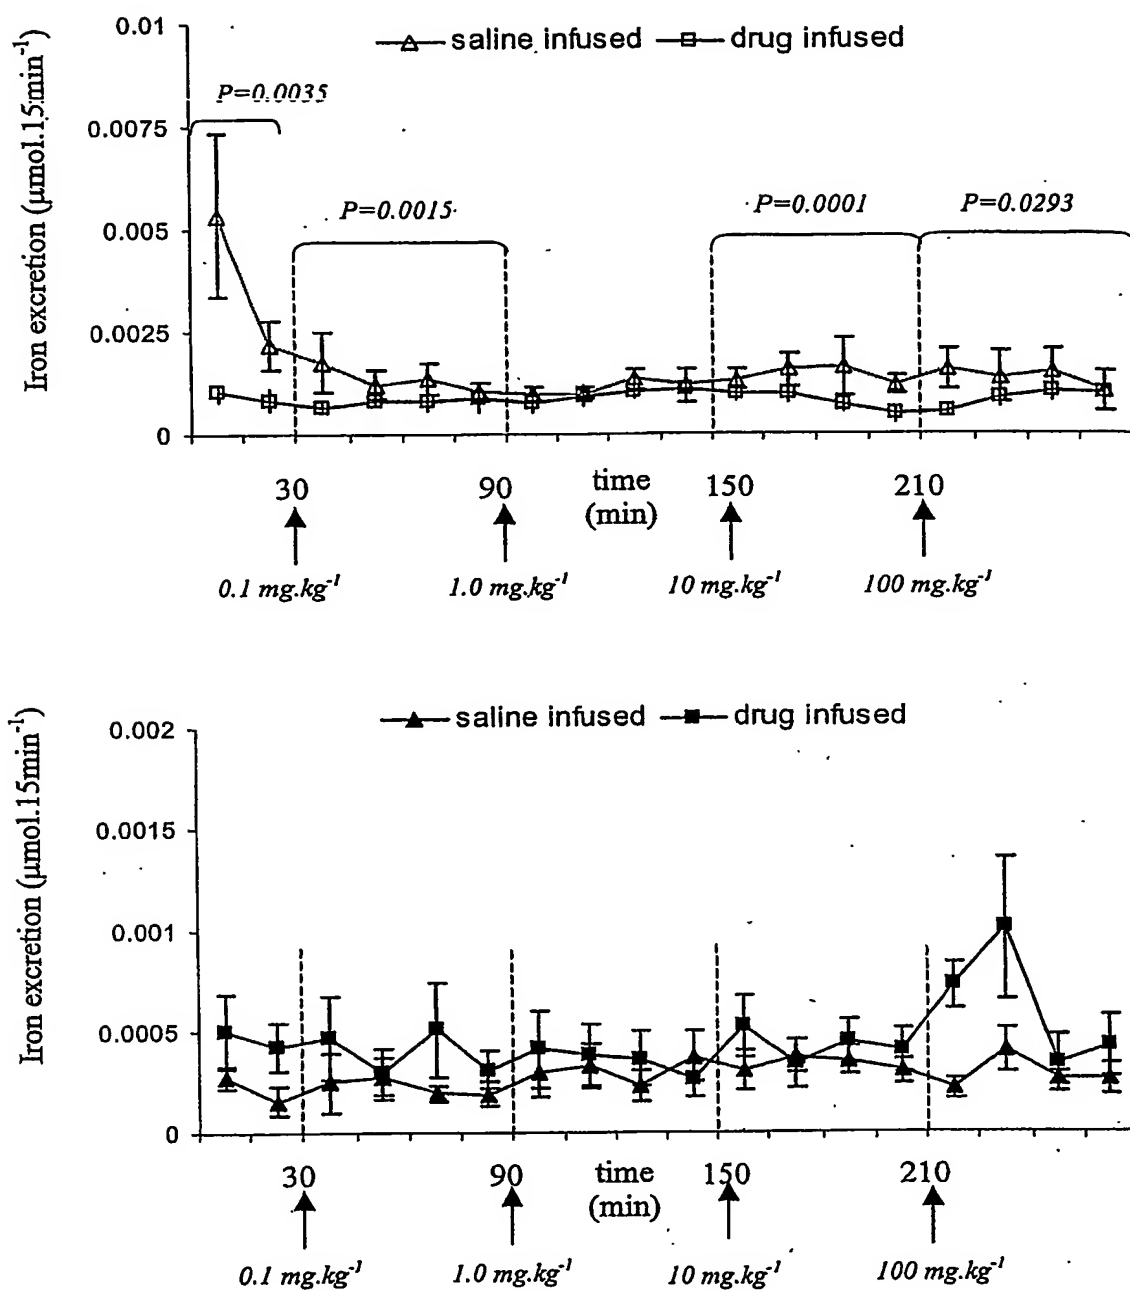 0.01
saline infused drug infused
P=0.0035
0.0075
P=0.0015
P=0.0001
P=0.0293
0.005
0.0025
0
Iron excretion (μmol.15min⁻¹)
30 90 time 150 210
(min)
0.1 mg.kg⁻¹ 1.0 mg.kg⁻¹ 10 mg.kg⁻¹ 100 mg.kg⁻¹
saline infused drug infused
0.002
0.0015
0.001
0.0005
0
Iron excretion (μmol.15min⁻¹)
30 90 time 150 210
(min)
0.1 mg.kg⁻¹ 1.0 mg.kg⁻¹ 10 mg.kg⁻¹ 100 mg.kg⁻¹